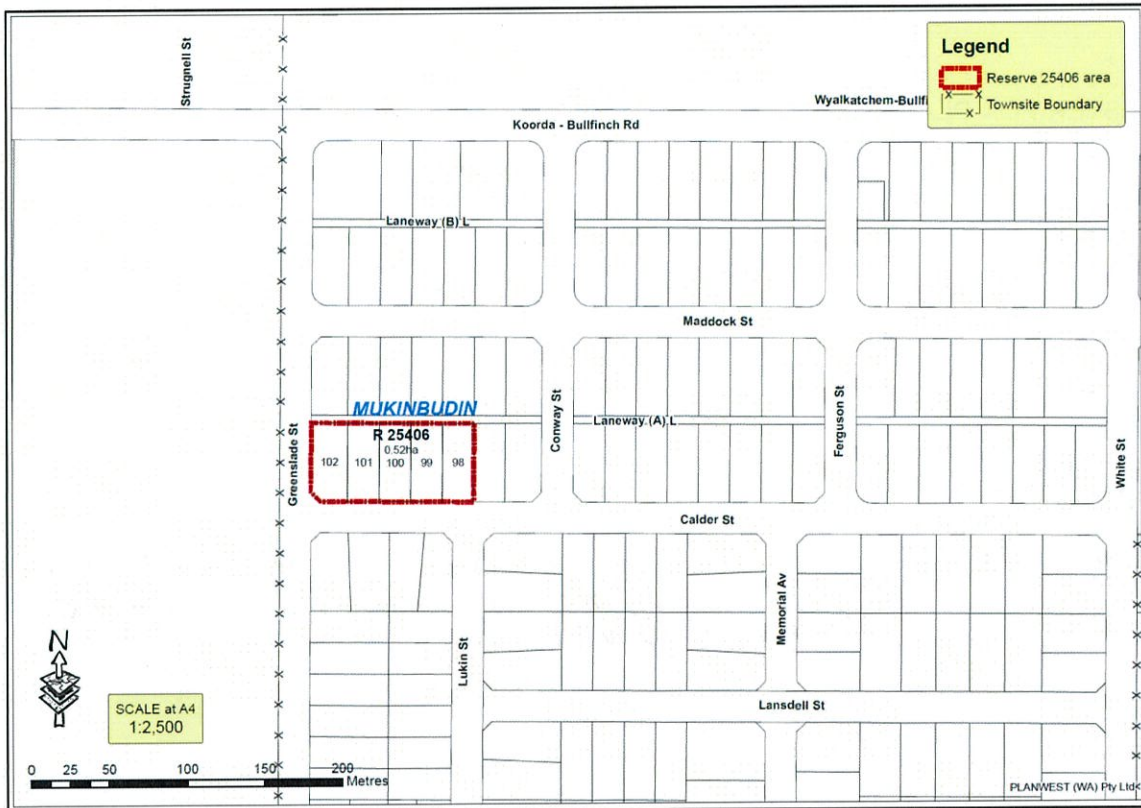 Strugnell St
Legend
Reserve 25406 area
Townsite Boundary
Koorda - Bullfinch Rd
Laneway (B) L
Maddock St
MUKINBUDIN
R 25406
0.52ha
102 101 100 99 98
Greenslade St
Conway St
Laneway (A) L
Ferguson St
White St
Calder St
Lukin St
Memorial Av
Lansdell St
N
SCALE at A4
1:2,500
0 25 50 100 150 200
Metres
PLANWEST (WA) Pty Ltd